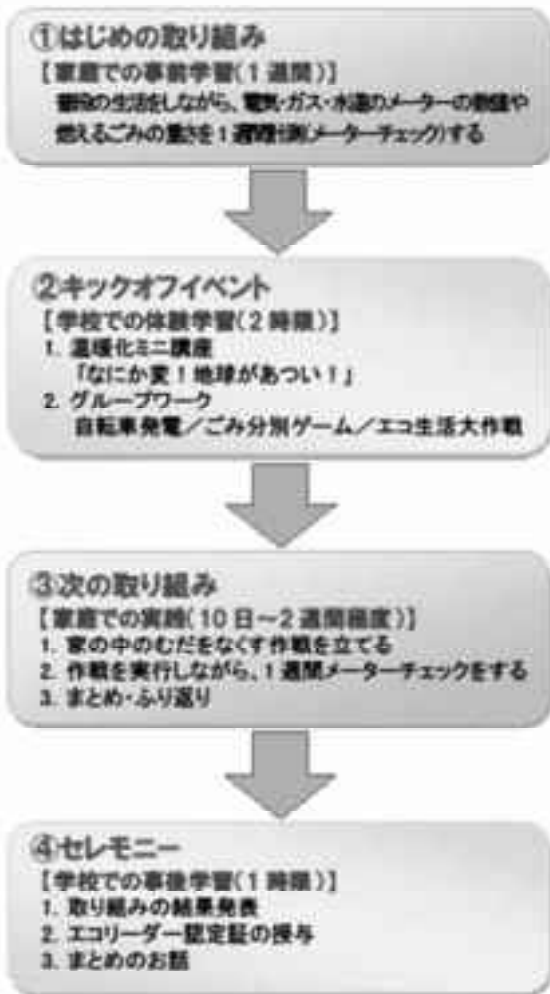 ①はじめの取り組み
【家庭での事前学習(1週間)】
普段の生活をしながら、電気・ガス・水道のメーターの数値や
燃えるごみの重さを1週間計測(メーターチェック)する
②キックオフイベント
【学校での体験学習(2時限)】
1. 温暖化ミニ講座
「なにか変!地球があつい!」
2. グループワーク
自転車発電/ごみ分別ゲーム/エコ生活大作戦
③次の取り組み
【家庭での実践(10日~2週間程度)】
1. 家の中のむだをなくす作戦を立てる
2. 作戦を実行しながら、1週間メーターチェックをする
3. まとめ・ふり返り
④セレモニー
【学校での事後学習(1時限)】
1. 取り組みの結果発表
2. エコリーダー認定証の授与
3. まとめのお話